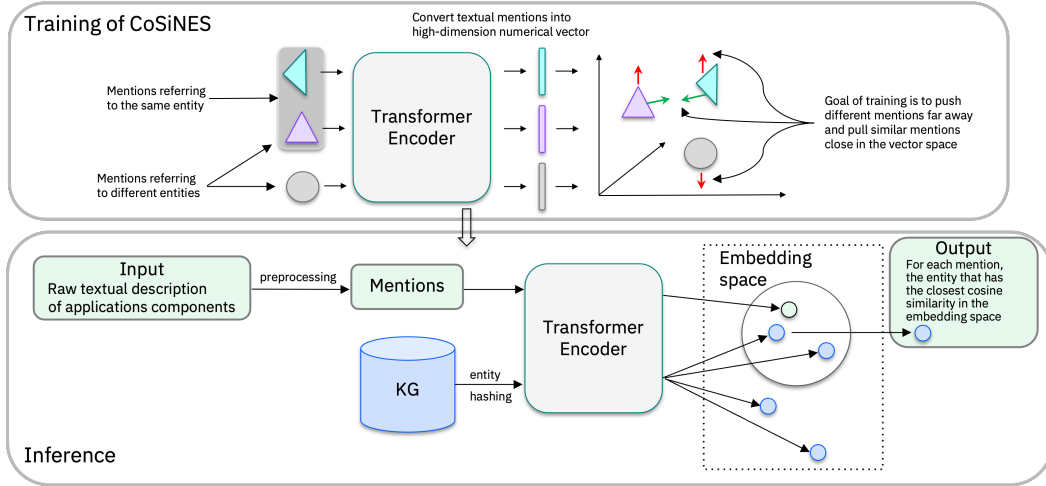 Training of CoSiNES
Convert textual mentions into
high-dimension numerical vector
Mentions referring
to the same entity
Mentions referring
to different entities
Transformer
Encoder
Goal of training is to push
different mentions far away
and pull similar mentions
close in the vector space
Input
Raw textual description
of applications components
preprocessing
Mentions
KG
entity
hashing
Transformer
Encoder
Embedding
space
Output
For each mention,
the entity that has
the closest cosine
similarity in the
embedding space
Inference